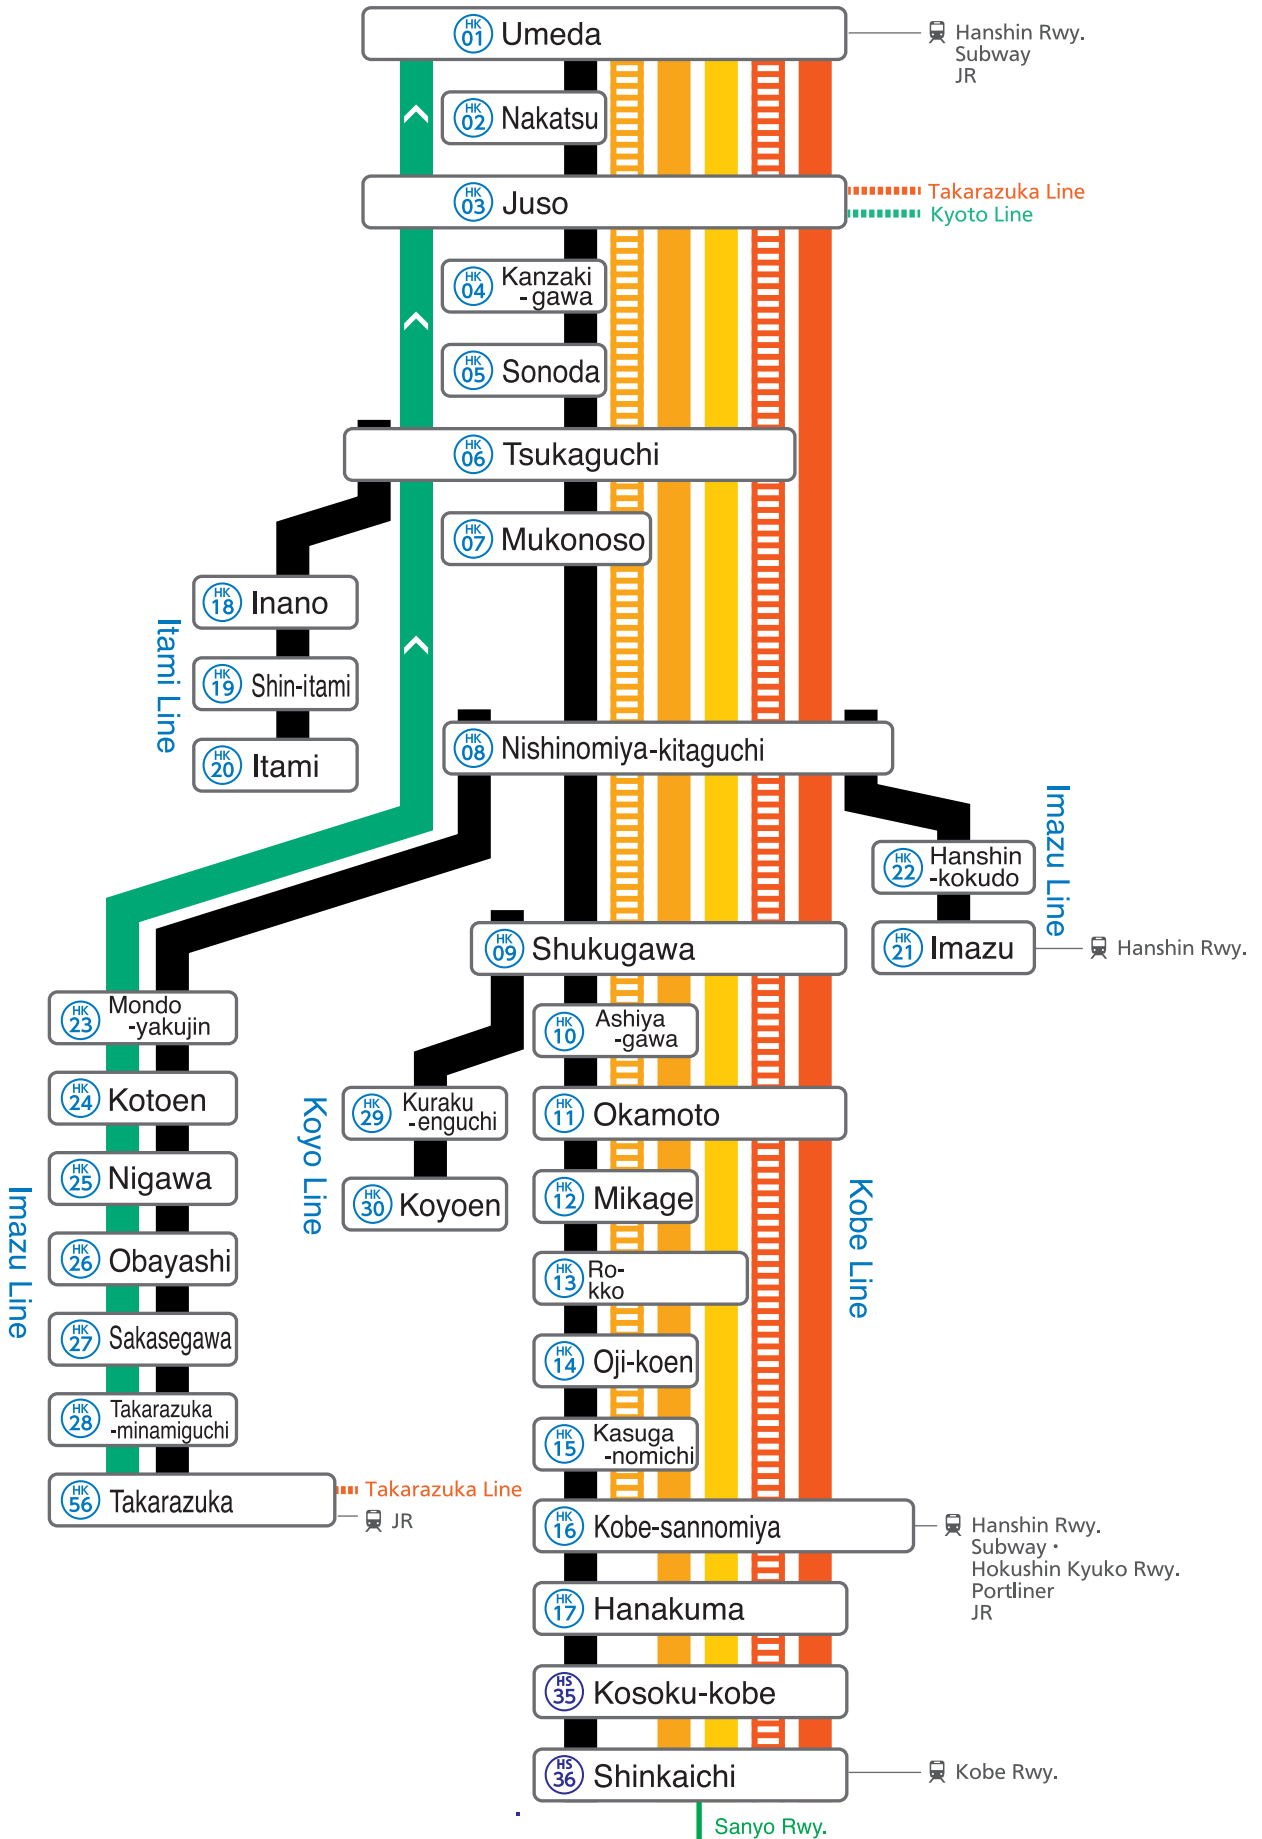 HK
01
Umeda
Hanshin Rwy.
Subway
JR
HK
02
Nakatsu
HK
03
Juso
Takarazuka Line
Kyoto Line
HK
04
Kanzaki
-gawa
HK
05
Sonoda
HK
06
Tsukaguchi
HK
07
Mukonoso
HK
18
Inano
HK
19
Shin-itami
HK
20
Itami
Itami Line
HK
08
Nishinomiya-kitaguchi
HK
22
Hanshin
-kokudo
HK
21
Imazu
Hanshin Rwy.
Imazu Line
HK
09
Shukugawa
HK
23
Mondo
-yakujin
HK
24
Kotoen
HK
25
Nigawa
HK
26
Obayashi
HK
27
Sakasegawa
HK
28
Takarazuka
-minamiguchi
HK
56
Takarazuka
Takarazuka Line
JR
Imazu Line
HK
29
Kuraku
-enguchi
HK
30
Koyoen
Koyo Line
HK
10
Ashiya
-gawa
HK
11
Okamoto
HK
12
Mikage
HK
13
Ro-
kko
HK
14
Oji-koen
HK
15
Kasuga
-nomichi
Kobe Line
HK
16
Kobe-sannomiya
Hanshin Rwy.
Subway・
Hokushin Kyuko Rwy.
Portliner
JR
HK
17
Hanakuma
HS
35
Kosoku-kobe
HS
36
Shinkaichi
Kobe Rwy.
Sanyo Rwy.